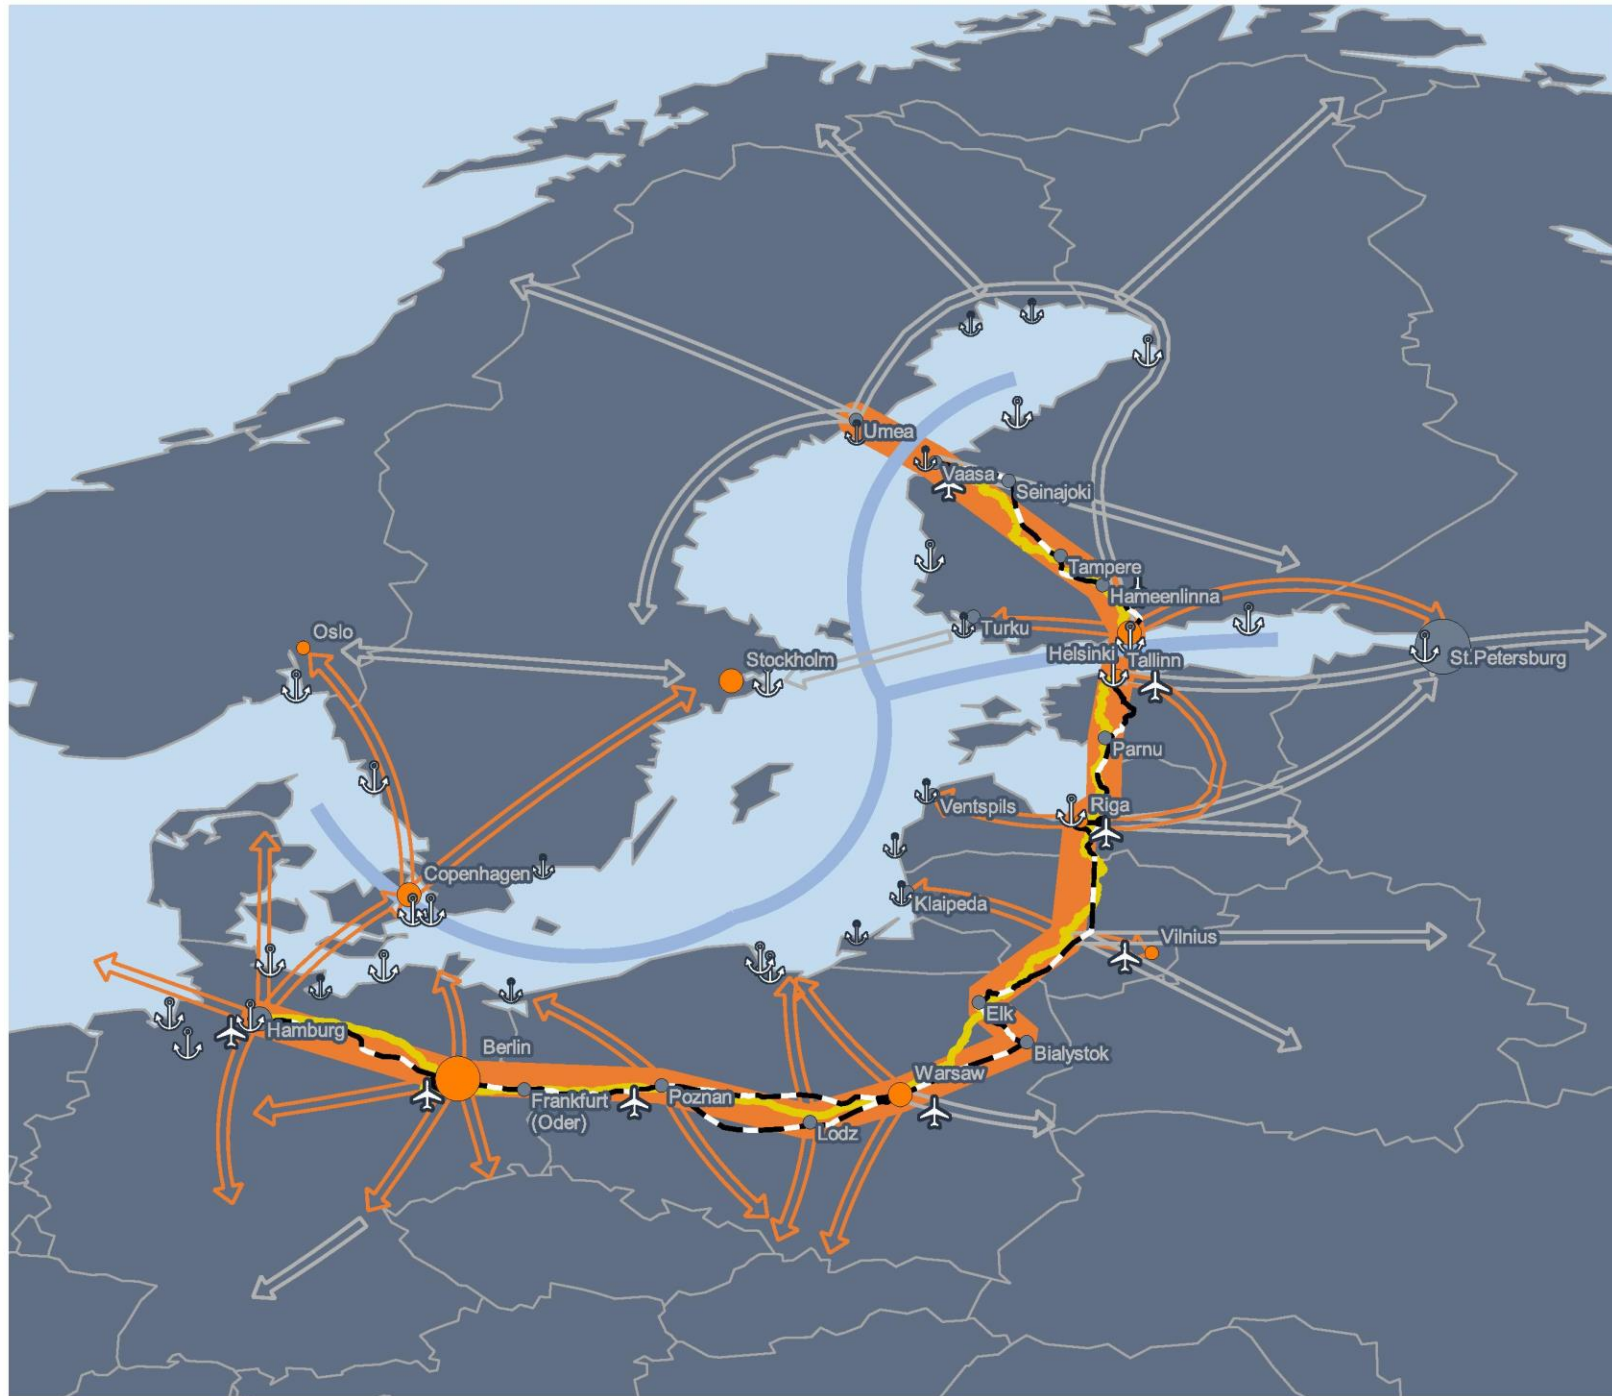 Umea
Vaasa
Seinajoki
Tampere
Hameenlinna
Turku
Oslo
Stockholm
Helsinki
Tallinn
St.Petersburg
Parnu
Ventspils
Riga
Copenhagen
Klaipeda
Vilnius
Elk
Hamburg
Berlin
Bialystok
Warsaw
Frankfurt
(Oder)
Poznan
Lodz